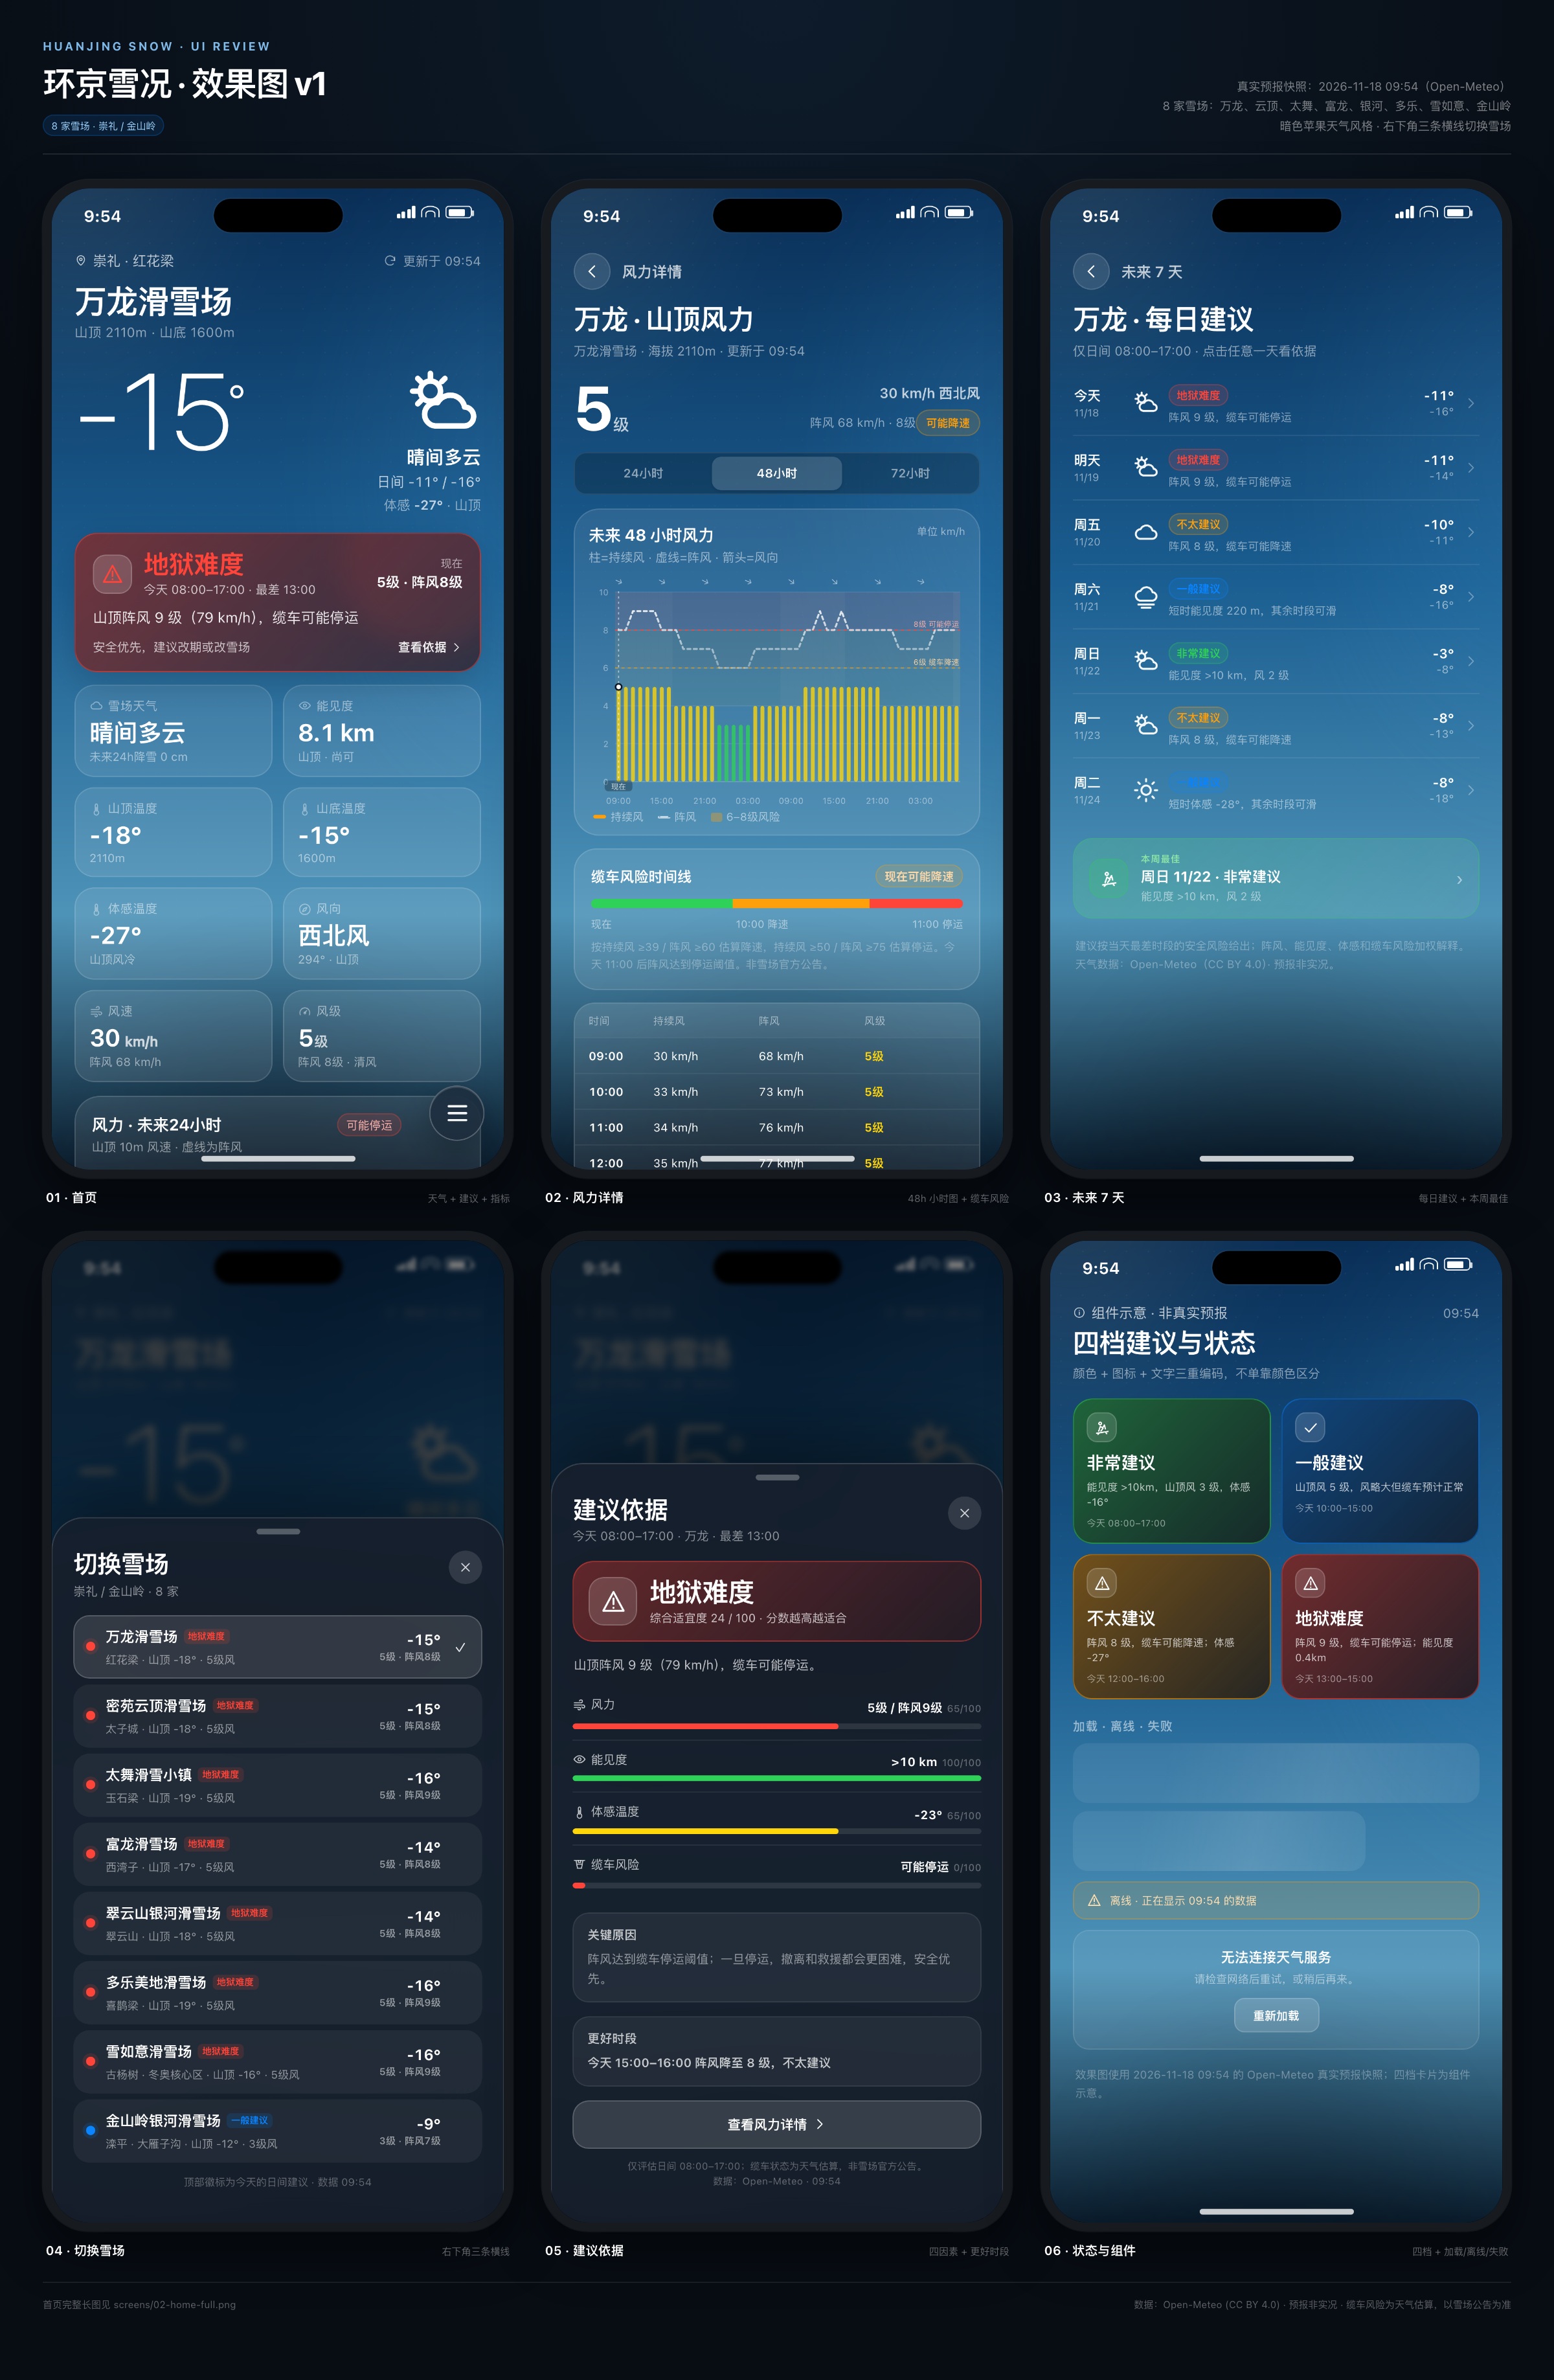 HUANJING SNOW · UI REVIEW
环京雪况 · 效果图 v1
8 家雪场 · 崇礼 / 金山岭
真实预报快照：2026-11-18 09:54（Open-Meteo）
8 家雪场：万龙、云顶、太舞、富龙、银河、多乐、雪如意、金山岭
暗色苹果天气风格 · 右下角三条横线切换雪场
9:54
崇礼 · 红花梁
更新于 09:54
万龙滑雪场
山顶 2110m · 山底 1600m
-15°
晴间多云
日间 -11° / -16°
体感 -27° · 山顶
地狱难度
今天 08:00–17:00 · 最差 13:00
现在
5级 · 阵风8级
山顶阵风 9 级（79 km/h），缆车可能停运
安全优先，建议改期或改雪场
查看依据
雪场天气
晴间多云
未来24h降雪 0 cm
能见度
8.1 km
山顶 · 尚可
山顶温度
-18°
2110m
山底温度
-15°
1600m
体感温度
-27°
山顶风冷
风向
西北风
294° · 山顶
风速
30 km/h
阵风 68 km/h
风级
5级
阵风 8级 · 清风
风力 · 未来24小时
可能停运
山顶 10m 风速 · 虚线为阵风
01 · 首页
天气 + 建议 + 指标
9:54
风力详情
万龙 · 山顶风力
万龙滑雪场 · 海拔 2110m · 更新于 09:54
5级
30 km/h 西北风
阵风 68 km/h · 8级 可能降速
24小时 48小时 72小时
未来 48 小时风力
单位 km/h
柱=持续风 · 虚线=阵风 · 箭头=风向
10
8
6
4
2
8级 可能停运
6级 缆车降速
现在
09:00 15:00 21:00 03:00 09:00 15:00 21:00 03:00
持续风 阵风 6–8级风险
缆车风险时间线
现在可能降速
现在 10:00 降速 11:00 停运
按持续风 ≥39 / 阵风 ≥60 估算降速，持续风 ≥50 / 阵风 ≥75 估算停运。今
天 11:00 后阵风达到停运阈值。非雪场官方公告。
时间 持续风 阵风 风级
09:00 30 km/h 68 km/h 5级
10:00 33 km/h 73 km/h 5级
11:00 34 km/h 76 km/h 5级
12:00 35 km/h 77 km/h 5级
02 · 风力详情
48h 小时图 + 缆车风险
9:54
未来 7 天
万龙 · 每日建议
仅日间 08:00–17:00 · 点击任意一天看依据
今天 地狱难度 -11°
11/18 阵风 9 级，缆车可能停运 -16°
明天 地狱难度 -11°
11/19 阵风 9 级，缆车可能停运 -14°
周五 不太建议 -10°
11/20 阵风 8 级，缆车可能降速 -11°
周六 一般建议 -8°
11/21 短时能见度 220 m，其余时段可滑 -16°
周日 非常建议 -3°
11/22 能见度 >10 km，风 2 级 -8°
周一 不太建议 -8°
11/23 阵风 8 级，缆车可能降速 -13°
周二 -8°
11/24 短时体感 -28°，其余时段可滑 -18°
本周最佳
周日 11/22 · 非常建议
能见度 >10 km，风 2 级
建议按当天最差时段的安全风险给出；阵风、能见度、体感和缆车风险加权解释。
天气数据：Open-Meteo（CC BY 4.0）· 预报非实况。
03 · 未来 7 天
每日建议 + 本周最佳
9:54
万龙滑雪场
-15°
切换雪场
崇礼 / 金山岭 · 8 家
万龙滑雪场 地狱难度 -15°
红花梁 · 山顶 -18° · 5级风 5级 · 阵风8级
密苑云顶滑雪场 地狱难度 -15°
太子城 · 山顶 -18° · 5级风 5级 · 阵风8级
太舞滑雪小镇 地狱难度 -16°
玉石梁 · 山顶 -19° · 5级风 5级 · 阵风9级
富龙滑雪场 地狱难度 -14°
西湾子 · 山顶 -17° · 5级风 5级 · 阵风8级
翠云山银河滑雪场 地狱难度 -14°
翠云山 · 山顶 -18° · 5级风 5级 · 阵风8级
多乐美地滑雪场 地狱难度 -16°
喜鹊梁 · 山顶 -19° · 5级风 5级 · 阵风9级
雪如意滑雪场 地狱难度 -16°
古杨树 · 冬奥核心区 · 山顶 -16° · 5级风 5级 · 阵风9级
金山岭银河滑雪场 一般建议 -9°
滦平 · 大雁子沟 · 山顶 -12° · 3级风 3级 · 阵风7级
顶部徽标为今天的日间建议 · 数据 09:54
04 · 切换雪场
右下角三条横线
9:54
万龙滑雪场
-15°
建议依据
今天 08:00–17:00 · 万龙 · 最差 13:00
地狱难度
综合适宜度 24 / 100 · 分数越高越适合
山顶阵风 9 级（79 km/h），缆车可能停运。
风力 5级 / 阵风9级 65/100
能见度 >10 km 100/100
体感温度 -23° 65/100
缆车风险 可能停运 0/100
关键原因
阵风达到缆车停运阈值；一旦停运，撤离和救援都会更困难，安全优
先。
更好时段
今天 15:00–16:00 阵风降至 8 级，不太建议
查看风力详情
仅评估日间 08:00–17:00；缆车状态为天气估算，非雪场官方公告。
数据：Open-Meteo · 09:54
05 · 建议依据
四因素 + 更好时段
9:54
组件示意 · 非真实预报
09:54
四档建议与状态
颜色 + 图标 + 文字三重编码，不单靠颜色区分
非常建议
能见度 >10km，山顶风 3 级，体感
-16°
今天 08:00–17:00
一般建议
山顶风 5 级，风略大但缆车预计正常
今天 10:00–15:00
不太建议
阵风 8 级，缆车可能降速；体感
-27°
今天 12:00–16:00
地狱难度
阵风 9 级，缆车可能停运；能见度
0.4km
今天 13:00–15:00
加载 · 离线 · 失败
离线 · 正在显示 09:54 的数据
无法连接天气服务
请检查网络后重试，或稍后再来。
重新加载
效果图使用 2026-11-18 09:54 的 Open-Meteo 真实预报快照；四档卡片为组件
示意。
06 · 状态与组件
四档 + 加载/离线/失败
首页完整长图见 screens/02-home-full.png
数据：Open-Meteo (CC BY 4.0) · 预报非实况 · 缆车风险为天气估算，以雪场公告为准